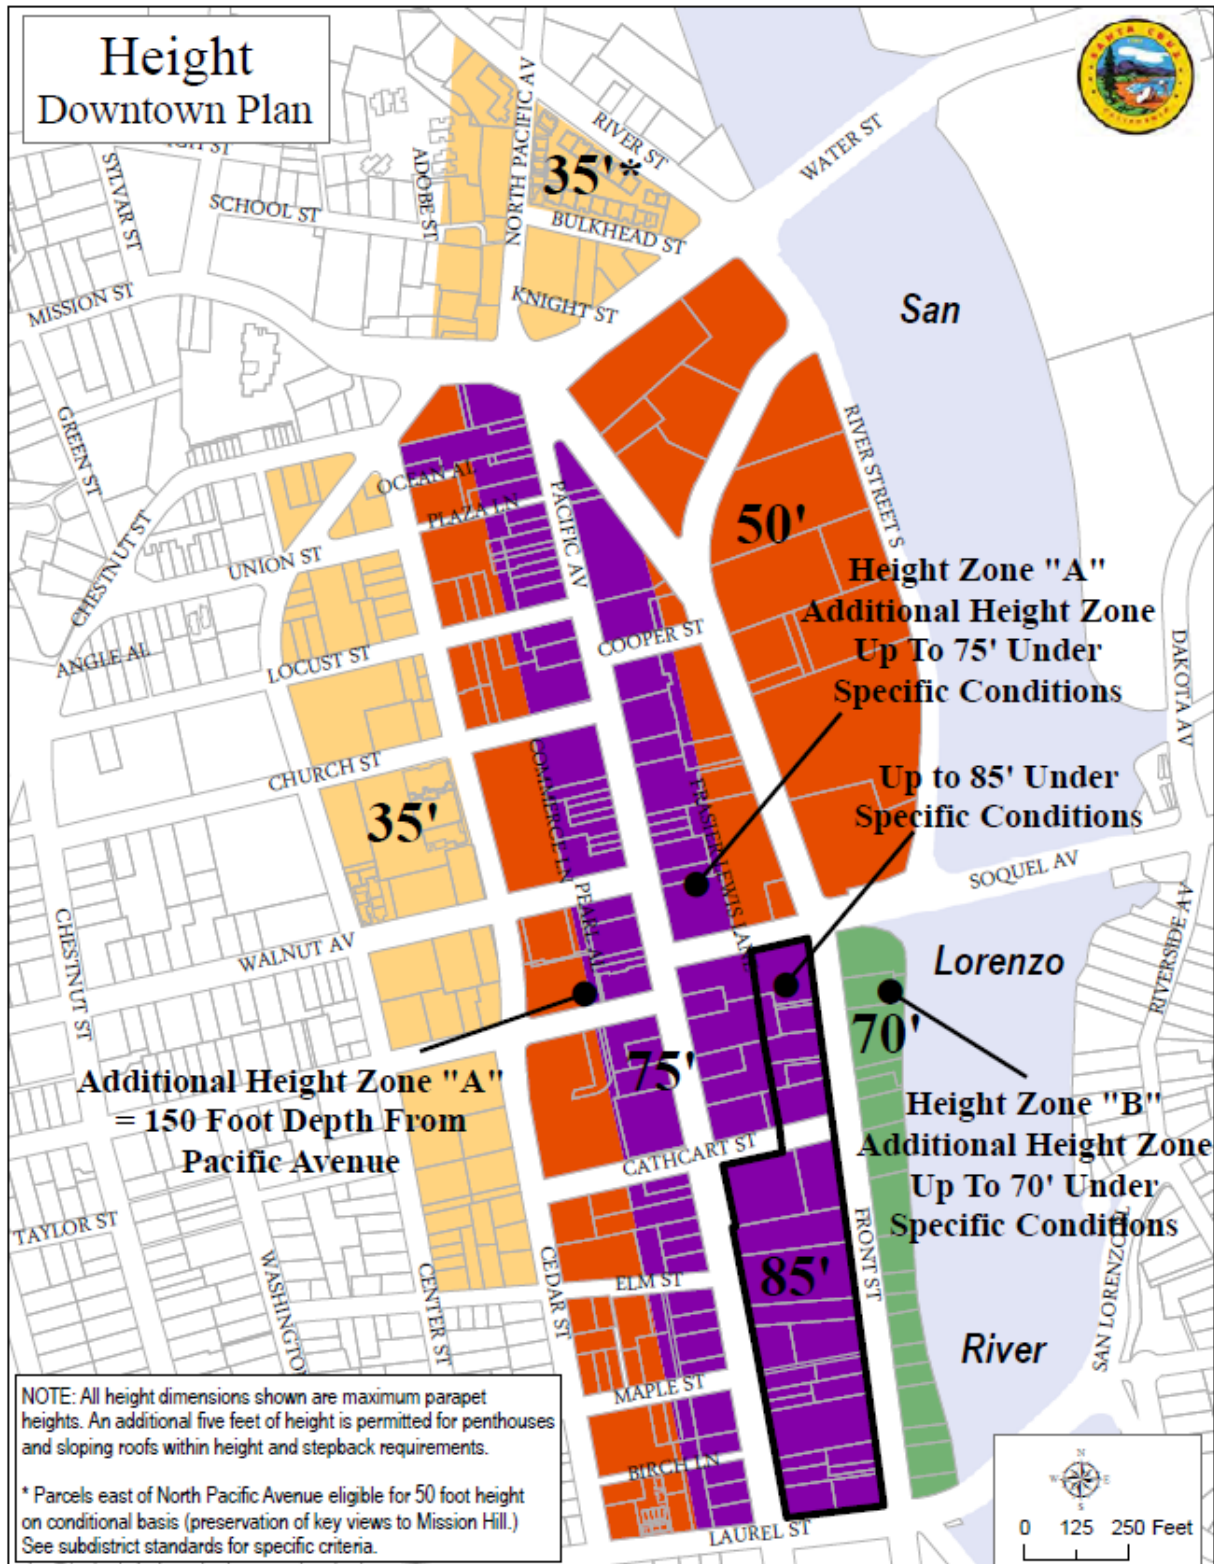 Height
Downtown Plan
SANTA CRUZ
CALIFORNIA
NORTH PACIFIC AV
RIVER ST
WATER ST
35'*
SYLVAR ST
ADOBE ST
SCHOOL ST
BULKHEAD ST
MISSION ST
KNIGHT ST
San
GREEN ST
RIVER STREET S
OCEAN AL
PLAZA LN
PACIFIC AV
50'
CHESTNUT ST
UNION ST
Height Zone "A"
Additional Height Zone
Up To 75' Under
Specific Conditions
ANGLE AL
LOCUST ST
COOPER ST
DAKOTA AV
CHURCH ST
COMMERCE LN
FRASIER LEWIS LANE
Up to 85' Under
Specific Conditions
35'
SOQUEL AV
PEARL AL
CHESTNUT ST
WALNUT AV
RIVERSIDE AV
Lorenzo
70'
75'
Additional Height Zone "A"
= 150 Foot Depth From
Pacific Avenue
Height Zone "B"
Additional Height Zone
Up To 70' Under
Specific Conditions
CATHCART ST
TAYLOR ST
WASHINGTON
CENTER ST
CEDAR ST
ELM ST
85'
FRONT ST
SAN LORENZO BL
River
MAPLE ST
BIRCH LN
LAUREL ST
NOTE: All height dimensions shown are maximum parapet
heights. An additional five feet of height is permitted for penthouses
and sloping roofs within height and stepback requirements.
* Parcels east of North Pacific Avenue eligible for 50 foot height
on conditional basis (preservation of key views to Mission Hill.)
See subdistrict standards for specific criteria.
N
W E
S
0 125 250 Feet